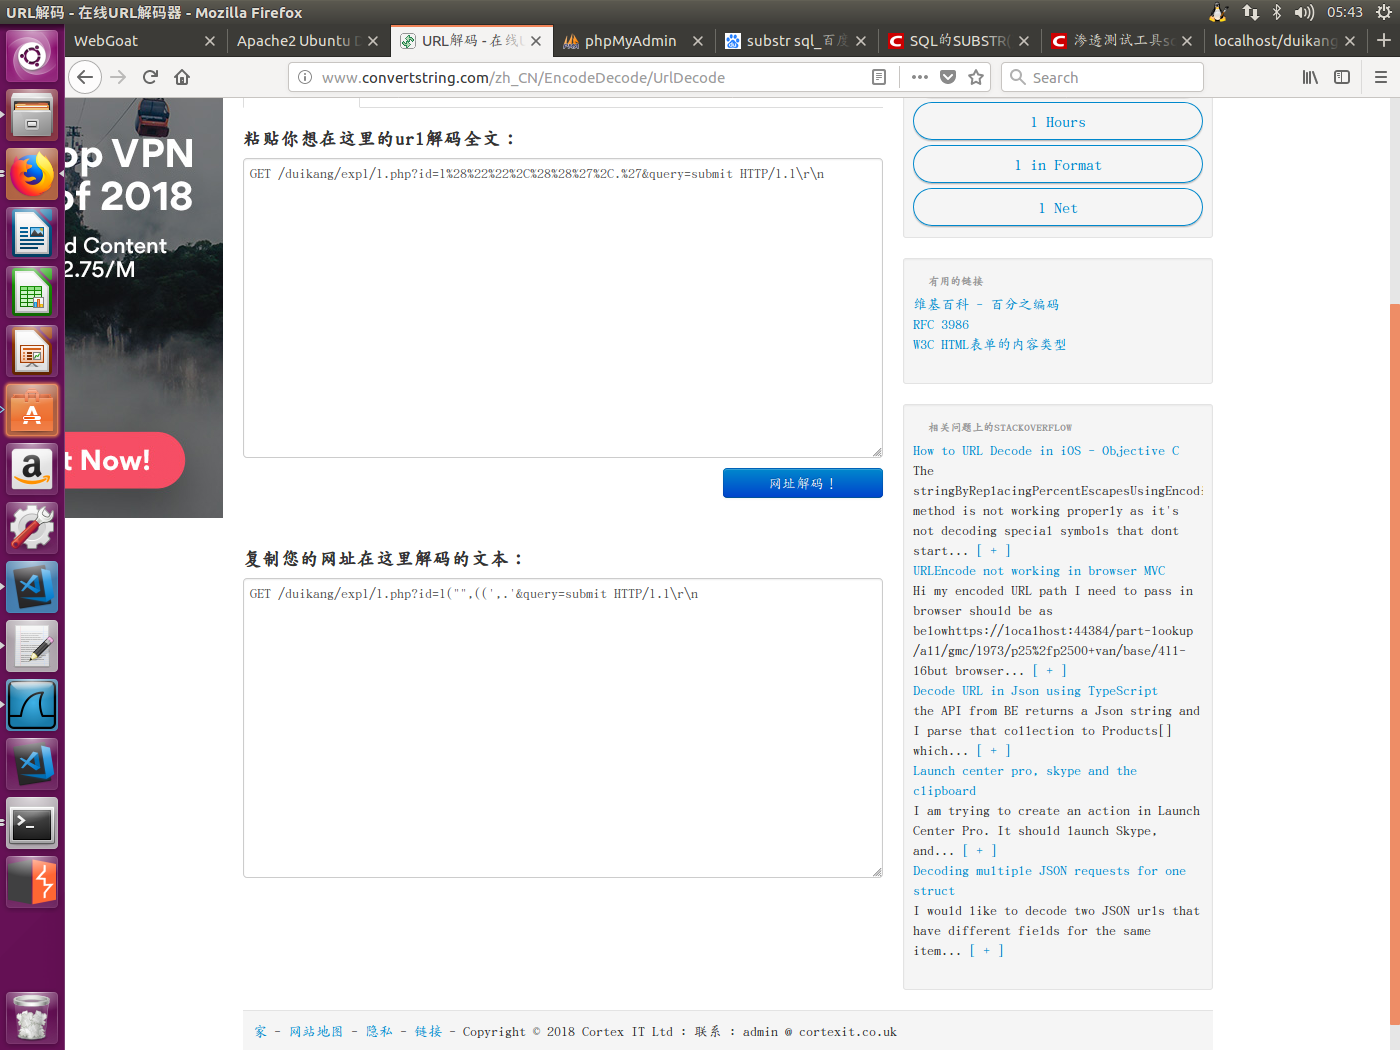 URL解码 - 在线URL解码器 - Mozilla Firefox
05:43
WebGoat
Apache2 Ubuntu D
URL解码 - 在线U
phpMyAdmin
substr sql_百度
SQL的SUBSTR(
渗透测试工具s
localhost/duikang
www.convertstring.com/zh_CN/EncodeDecode/UrlDecode
Search
op VPN
of 2018
d Content
2.75/M
t Now!
粘贴你想在这里的url解码全文：
GET /duikang/exp1/1.php?id=1%28%22%22%2C%28%28%27%2C.%27&query=submit HTTP/1.1\r\n
网址解码！
复制您的网址在这里解码的文本：
GET /duikang/exp1/1.php?id=1("",((',.'&query=submit HTTP/1.1\r\n
1 Hours
1 in Format
1 Net
有用的链接
维基百科 - 百分之编码
RFC 3986
W3C HTML表单的内容类型
相关问题上的STACKOVERFLOW
How to URL Decode in iOS - Objective C
The
stringByReplacingPercentEscapesUsingEncodi
method is not working properly as it's
not decoding special symbols that dont
start... [ + ]
URLEncode not working in browser MVC
Hi my encoded URL path I need to pass in
browser should be as
belowhttps://localhost:44384/part-lookup
/all/gmc/1973/p25%2fp2500+van/base/4l1-
16but browser... [ + ]
Decode URL in Json using TypeScript
the API from BE returns a Json string and
I parse that collection to Products[]
which... [ + ]
Launch center pro, skype and the
clipboard
I am trying to create an action in Launch
Center Pro. It should launch Skype,
and... [ + ]
Decoding multiple JSON requests for one
struct
I would like to decode two JSON urls that
have different fields for the same
item... [ + ]
家 - 网站地图 - 隐私 - 链接 - Copyright © 2018 Cortex IT Ltd : 联系 : admin @ cortexit.co.uk